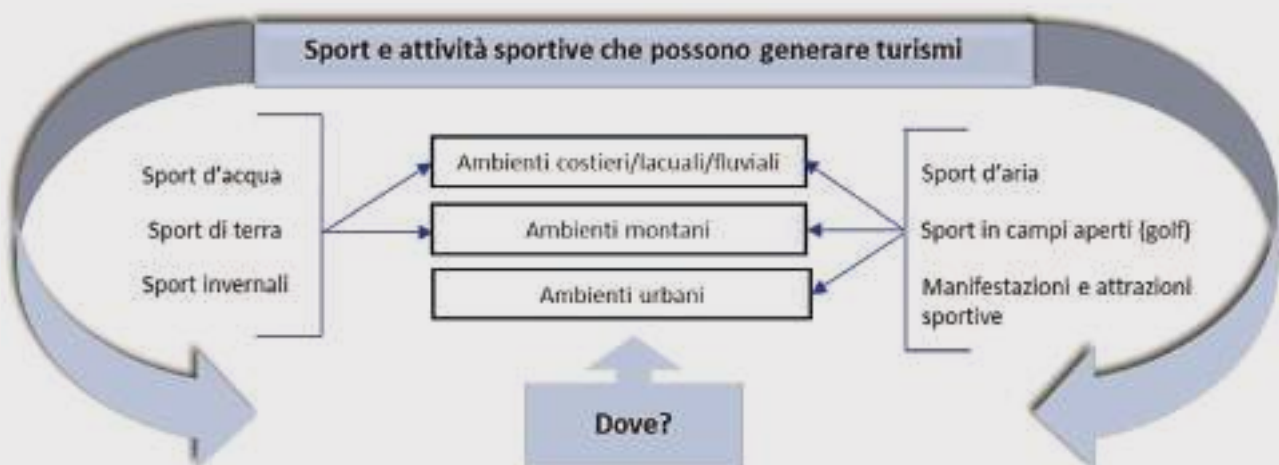 Sport e attività sportive che possono generare turismi
Sport d'acqua
Sport di terra
Sport invernali
Ambienti costieri/lacuali/fluviali
Ambienti montani
Ambienti urbani
Sport d'aria
Sport in campi aperti (golf)
Manifestazioni e attrazioni
sportive
Dove?